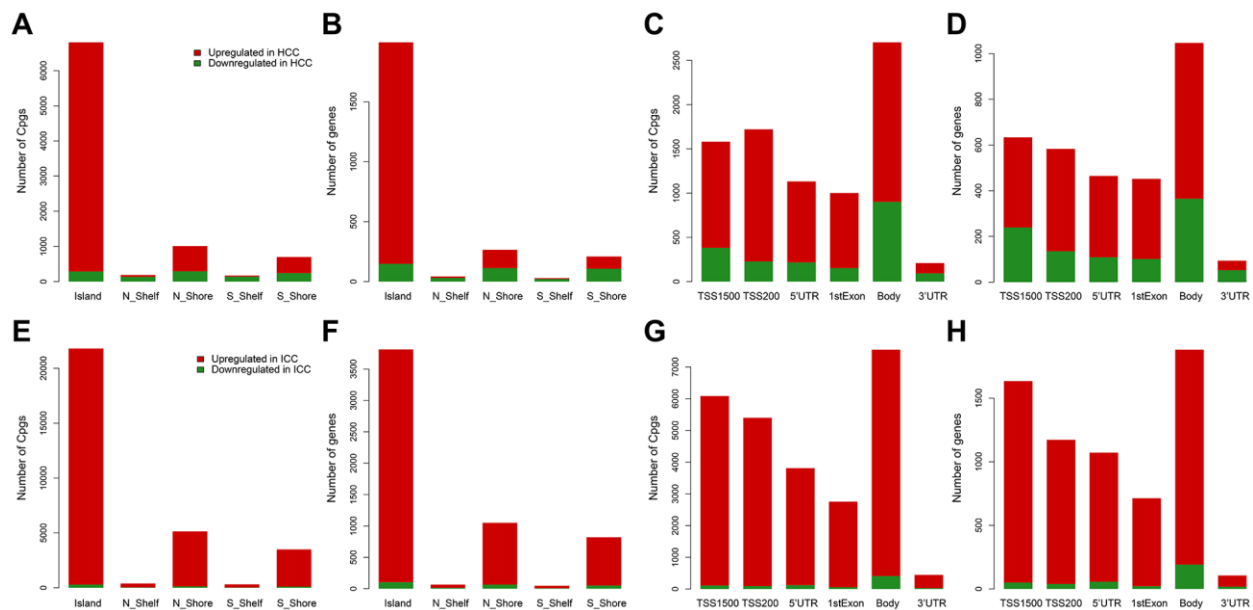 A
Number of Cpgs
6000
5000
4000
3000
2000
1000
0
Upregulated in HCC
Downregulated in HCC
Island N_Shelf N_Shore S_Shelf S_Shore
B
Number of genes
1500
1000
500
0
Island N_Shelf N_Shore S_Shelf S_Shore
C
Number of Cpgs
2500
2000
1500
1000
500
0
TSS1500 TSS200 5'UTR 1stExon Body 3'UTR
D
Number of genes
1000
800
600
400
200
0
TSS1500 TSS200 5'UTR 1stExon Body 3'UTR
E
Number of Cpgs
20000
15000
10000
5000
0
Upregulated in ICC
Downregulated in ICC
Island N_Shelf N_Shore S_Shelf S_Shore
F
Number of genes
3500
3000
2500
2000
1500
1000
500
0
Island N_Shelf N_Shore S_Shelf S_Shore
G
Number of Cpgs
7000
6000
5000
4000
3000
2000
1000
0
TSS1500 TSS200 5'UTR 1stExon Body 3'UTR
H
Number of genes
1500
1000
500
0
TSS1500 TSS200 5'UTR 1stExon Body 3'UTR